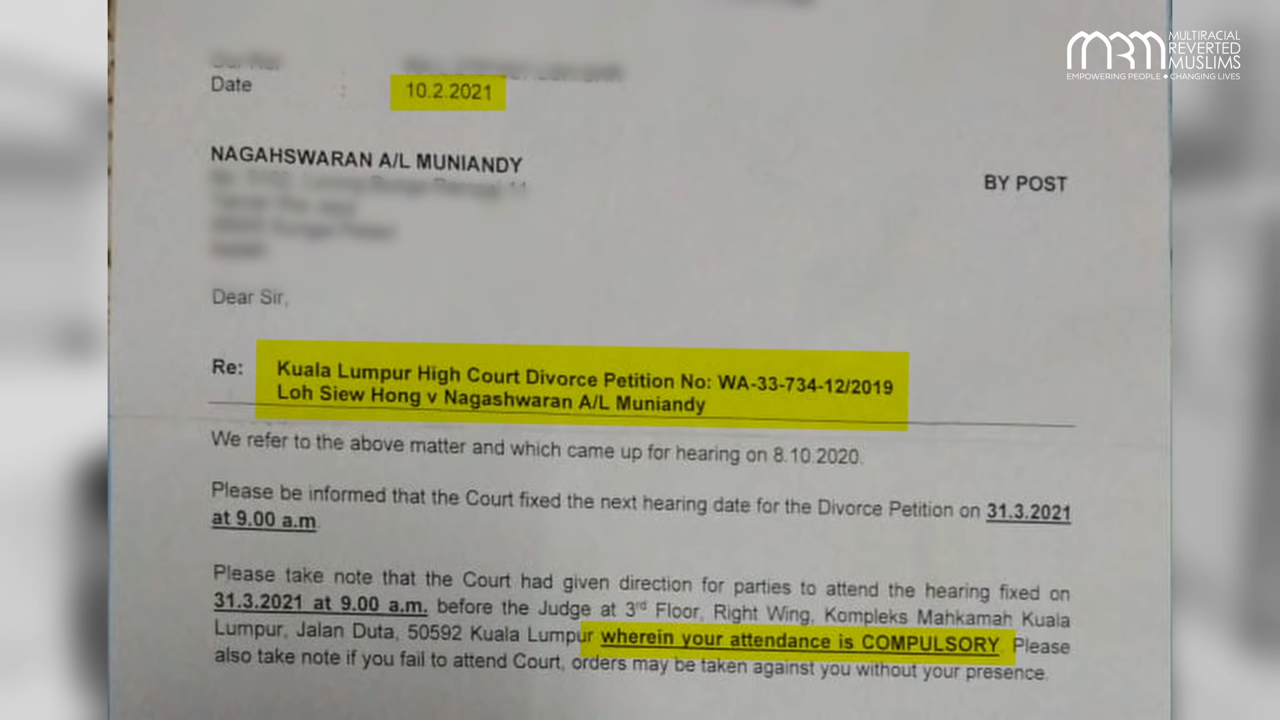 MRM MULTIRACIAL
REVERTED
MUSLIMS
EMPOWERING PEOPLE ✦ CHANGING LIVES
Date : 10.2.2021
NAGAHSWARAN A/L MUNIANDY
BY POST
Dear Sir,
Re: Kuala Lumpur High Court Divorce Petition No: WA-33-734-12/2019
Loh Siew Hong v Nagashwaran A/L Muniandy
We refer to the above matter and which came up for hearing on 8.10.2020.
Please be informed that the Court fixed the next hearing date for the Divorce Petition on 31.3.2021
at 9.00 a.m
Please take note that the Court had given direction for parties to attend the hearing fixed on
31.3.2021 at 9.00 a.m. before the Judge at 3rd Floor, Right Wing, Kompleks Mahkamah Kuala
Lumpur, Jalan Duta, 50592 Kuala Lumpur wherein your attendance is COMPULSORY. Please
also take note if you fail to attend Court, orders may be taken against you without your presence.